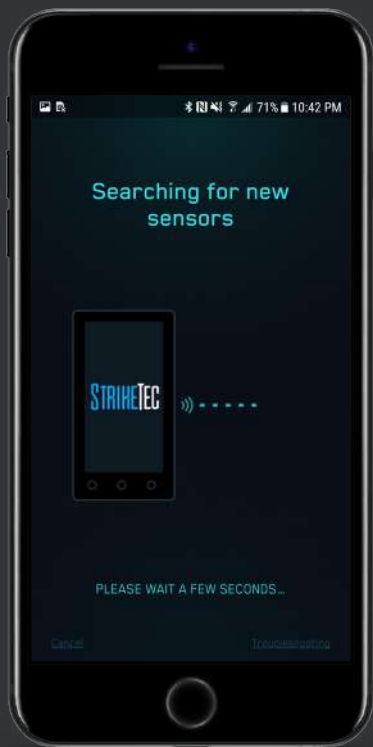 71% 10:42 PM
Searching for new
sensors
STRIKETEC
PLEASE WAIT A FEW SECONDS...
Cancel
Troubleshooting